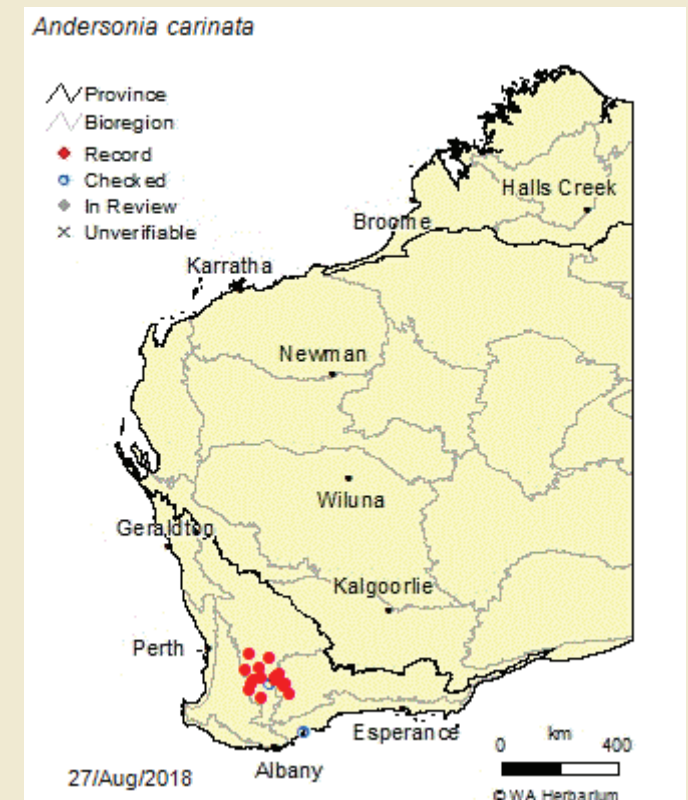 Andersonia carinata
Province
Bioregion
Record
Checked
In Review
Unverifiable
Halls Creek
Broome
Karratha
Newman
Wiluna
Geraldton
Kalgoorlie
Perth
Esperance
0 km 400
Albany
27/Aug/2018
© WA Herbarium